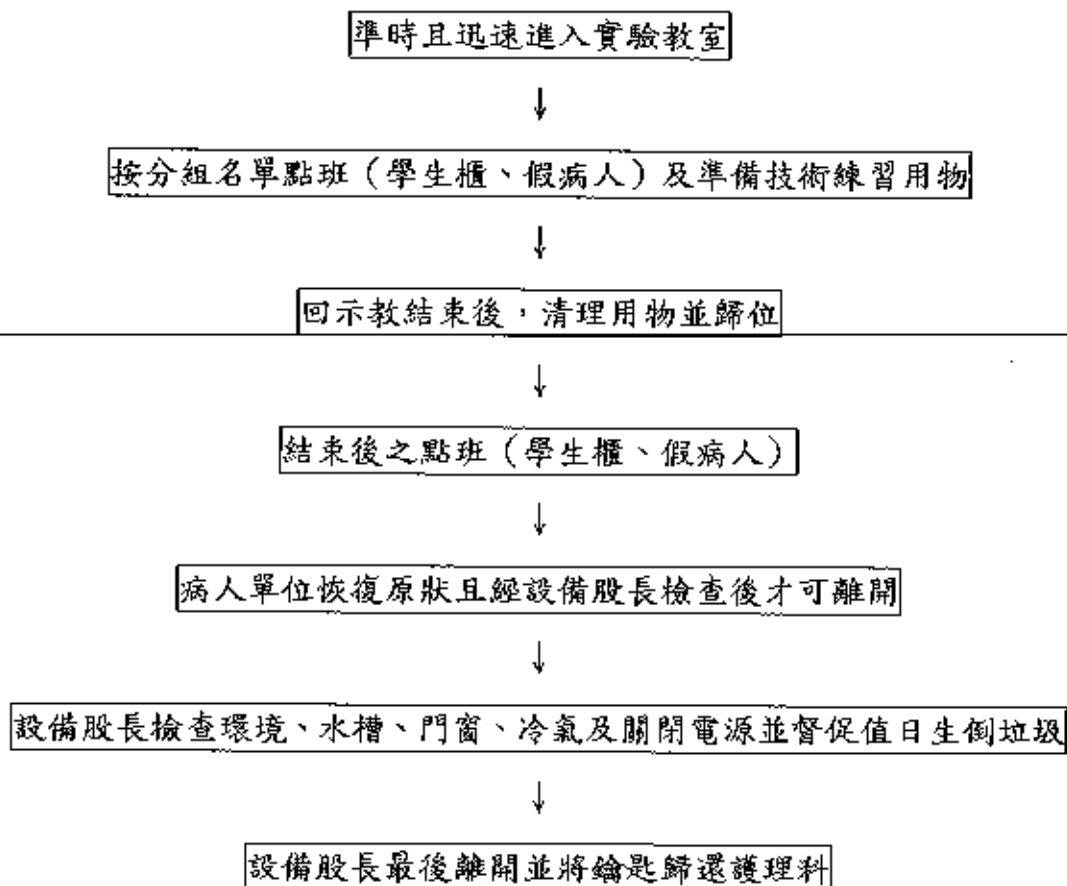 準時且迅速進入實驗教室
↓
按分組名單點班（學生櫃、假病人）及準備技術練習用物
↓
回示教結束後，清理用物並歸位
↓
結束後之點班（學生櫃、假病人）
↓
病人單位恢復原狀且經設備股長檢查後才可離開
↓
設備股長檢查環境、水槽、門窗、冷氣及關閉電源並督促值日生倒垃圾
↓
設備股長最後離開並將鑰匙歸還護理科